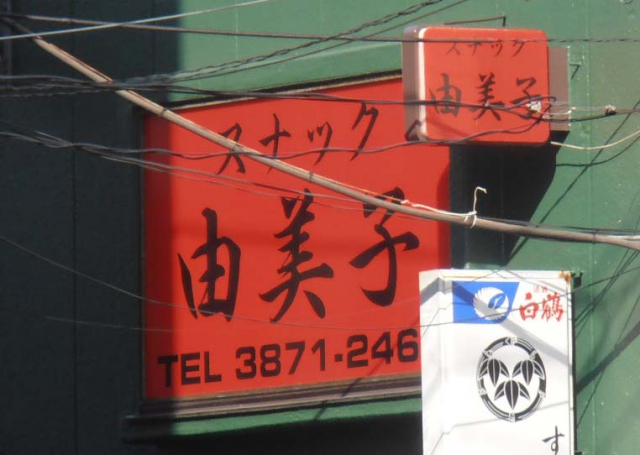 スナック
由美子
スナック
由美子
TEL 3871-246
白鶴
す